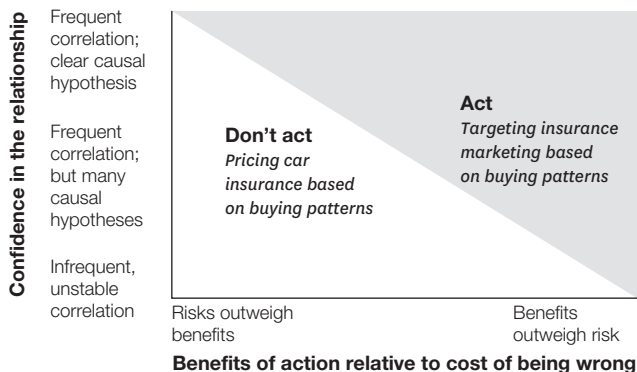 Confidence in the relationship
Frequent
correlation;
clear causal
hypothesis
Frequent
correlation;
but many
causal
hypotheses
Infrequent,
unstable
correlation
Don’t act
Pricing car
insurance based
on buying patterns
Act
Targeting insurance
marketing based
on buying patterns
Risks outweigh
benefits
Benefits
outweigh risk
Benefits of action relative to cost of being wrong